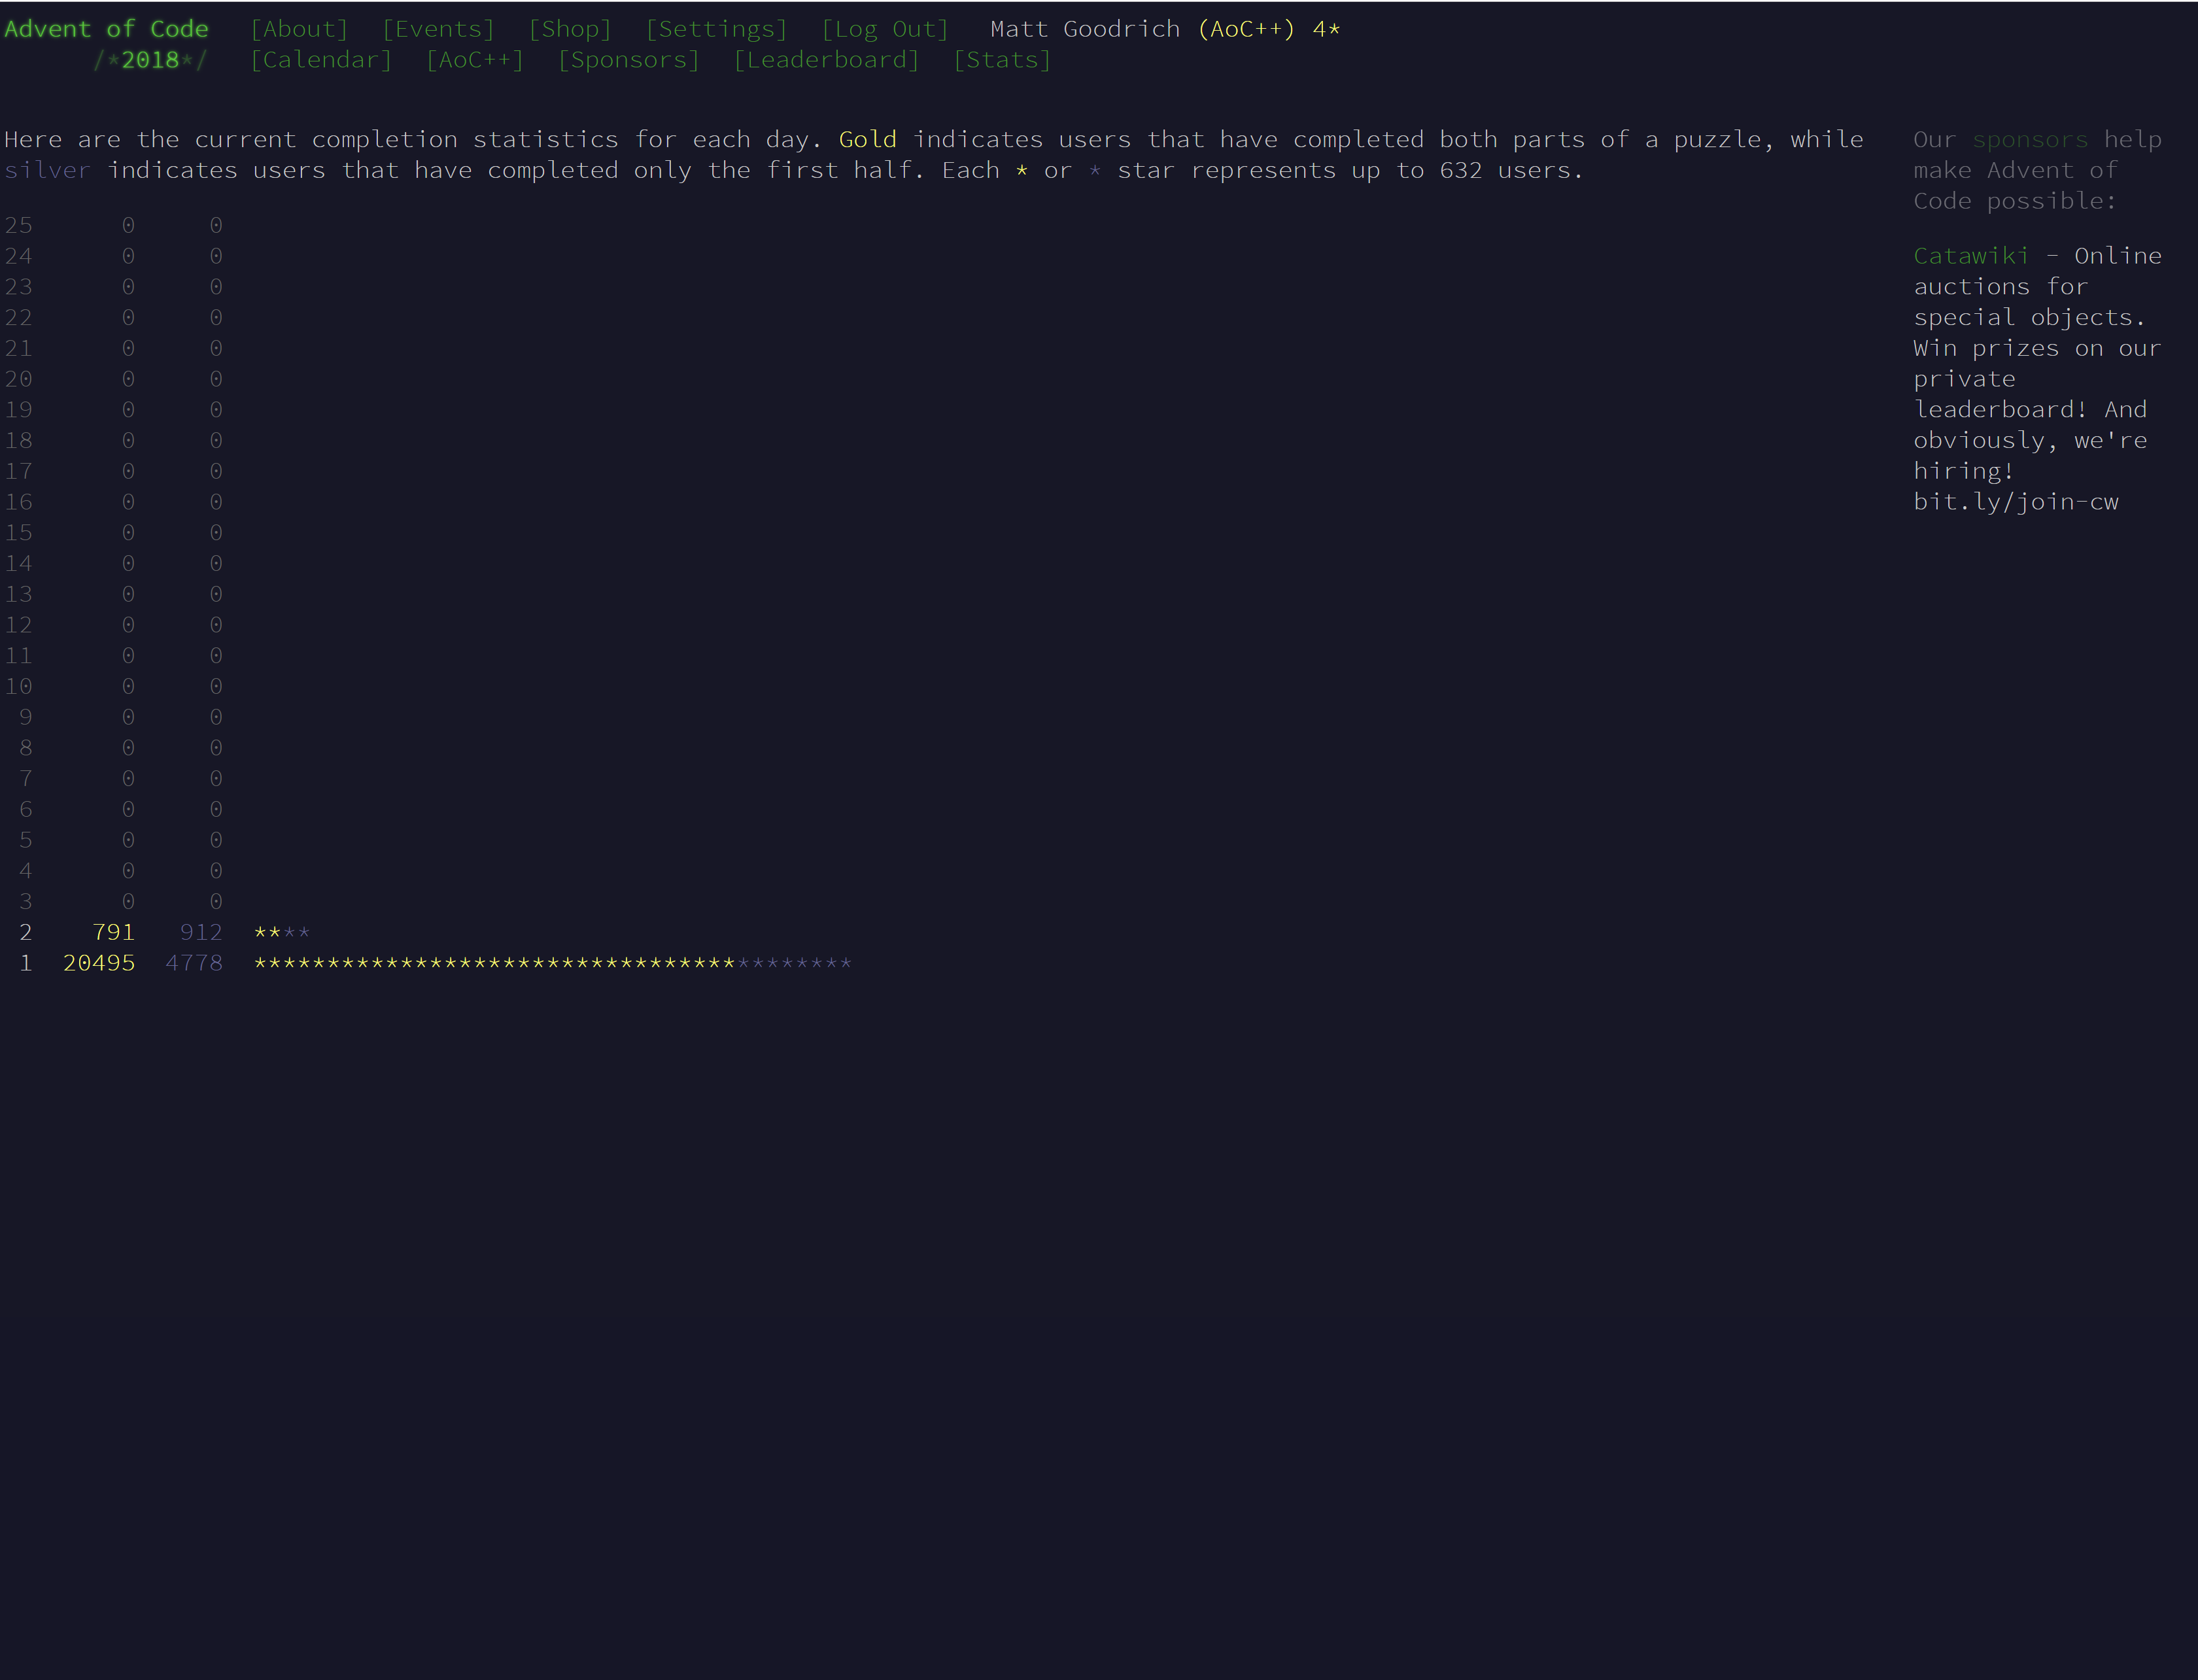 Advent of Code [About] [Events] [Shop] [Settings] [Log Out] Matt Goodrich (AoC++) 4*
/*2018*/ [Calendar] [AoC++] [Sponsors] [Leaderboard] [Stats]
Here are the current completion statistics for each day. Gold indicates users that have completed both parts of a puzzle, while
silver indicates users that have completed only the first half. Each * or * star represents up to 632 users.
25 0 0
24 0 0
23 0 0
22 0 0
21 0 0
20 0 0
19 0 0
18 0 0
17 0 0
16 0 0
15 0 0
14 0 0
13 0 0
12 0 0
11 0 0
10 0 0
9 0 0
8 0 0
7 0 0
6 0 0
5 0 0
4 0 0
3 0 0
2 791 912 ****
1 20495 4778 *****************************************
Our sponsors help
make Advent of
Code possible:
Catawiki - Online
auctions for
special objects.
Win prizes on our
private
leaderboard! And
obviously, we're
hiring!
bit.ly/join-cw